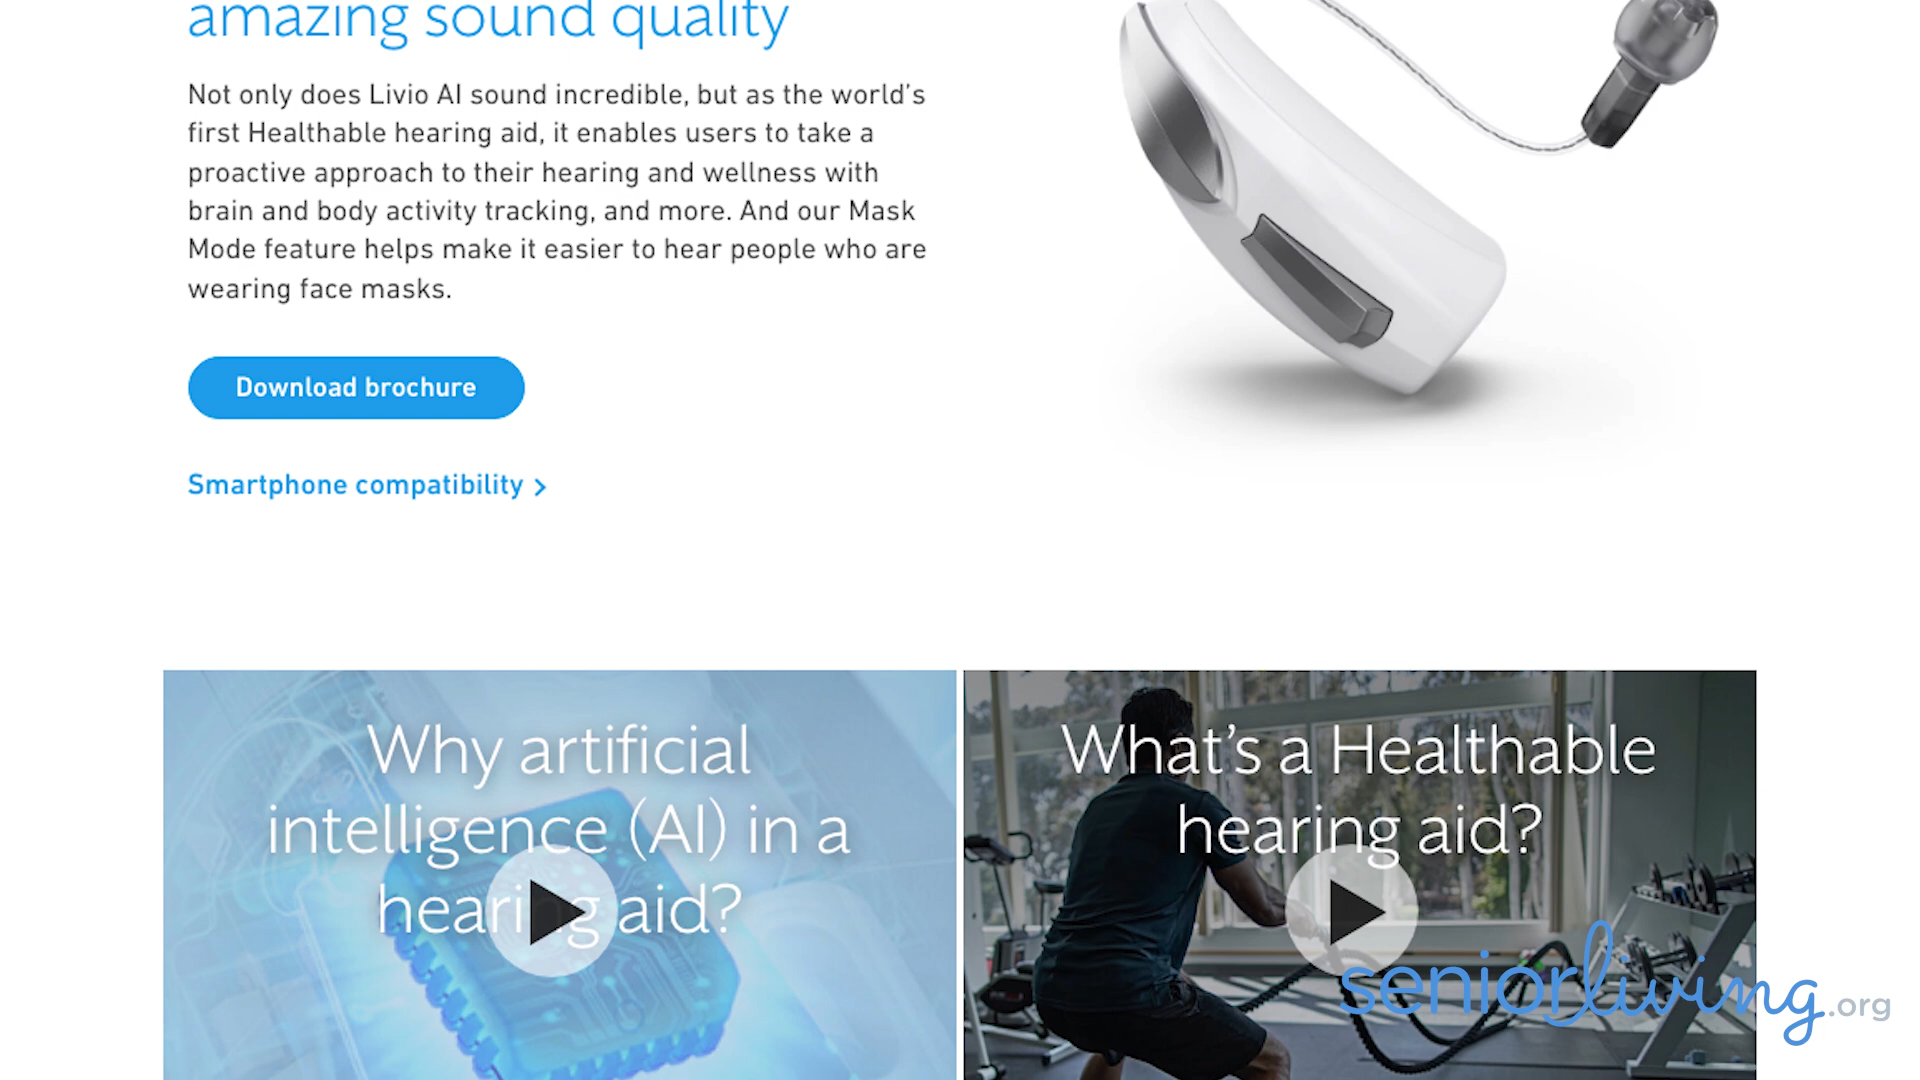 amazing sound quality
Not only does Livio AI sound incredible, but as the world’s
first Healthable hearing aid, it enables users to take a
proactive approach to their hearing and wellness with
brain and body activity tracking, and more. And our Mask
Mode feature helps make it easier to hear people who are
wearing face masks.
Download brochure
Smartphone compatibility
Why artificial
intelligence (AI) in a
hearing aid?
What’s a Healthable
hearing aid?
seniorliving.org